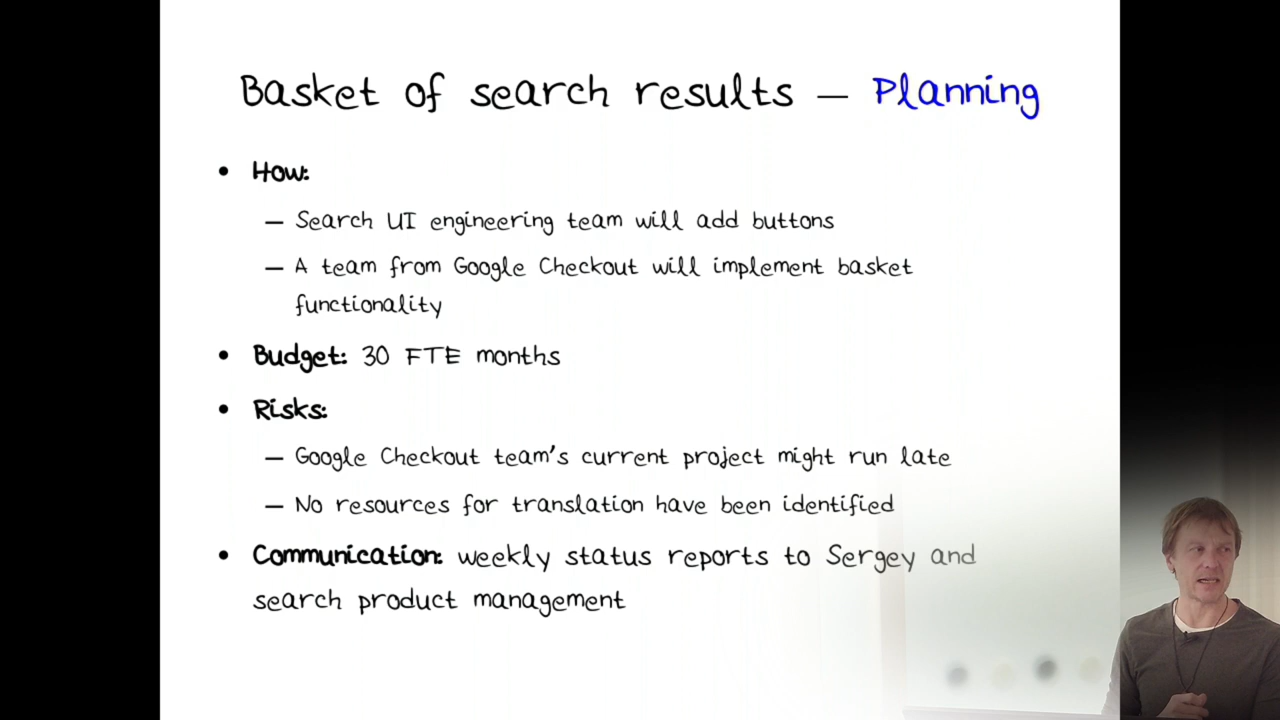 Basket of search results — Planning
• How:
— Search UI engineering team will add buttons
— A team from Google Checkout will implement basket
functionality
• Budget: 30 FTE months
• Risks:
— Google Checkout team's current project might run late
— No resources for translation have been identified
• Communication: weekly status reports to Sergey and
search product management